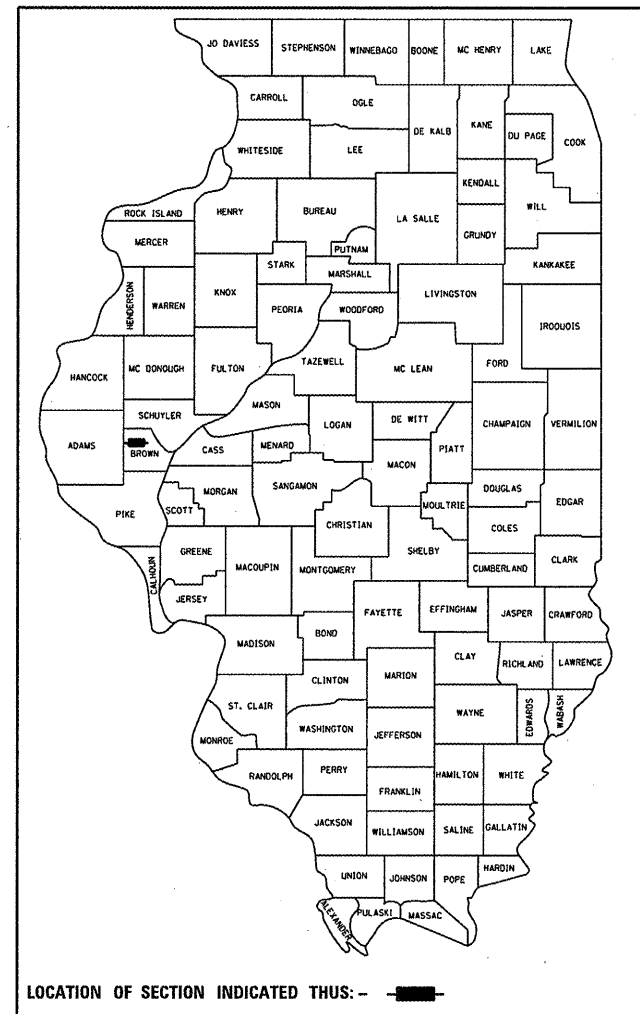 JO DAVIESS STEPHENSON WINNEBAGO BOONE MC HENRY LAKE
CARROLL OGLE DE KALB KANE DU PAGE COOK
WHITESIDE LEE KENDALL WILL
ROCK ISLAND HENRY BUREAU LA SALLE GRUNDY
MERCER PUTNAM KANKAKEE
STARK MARSHALL
HENDERSON WARREN KNOX PEORIA WOODFORD LIVINGSTON IROQUOIS
HANCOCK MC DONOUGH FULTON TAZEWELL MC LEAN FORD
SCHUYLER MASON LOGAN DE WITT CHAMPAIGN VERMILION
ADAMS BROWN CASS MENARD MACON PIATT
PIKE SCOTT MORGAN SANGAMON CHRISTIAN MOULTRIE DOUGLAS EDGAR
COLES
CALHOUN GREENE MACOUPIN MONTGOMERY SHELBY CUMBERLAND CLARK
JERSEY FAYETTE EFFINGHAM JASPER CRAWFORD
MADISON BOND CLAY RICHLAND LAWRENCE
CLINTON MARION
ST. CLAIR WASHINGTON JEFFERSON WAYNE EDWARDS WABASH
MONROE RANDOLPH PERRY HAMILTON WHITE
FRANKLIN
JACKSON WILLIAMSON SALINE GALLATIN
UNION JOHNSON POPE HARDIN
ALEXANDER PULASKI MASSAC
LOCATION OF SECTION INDICATED THUS: -